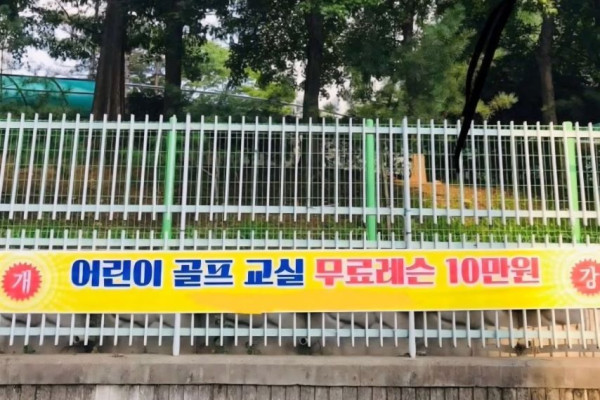 개 어린이 골프 교실 무료레슨 10만원 강